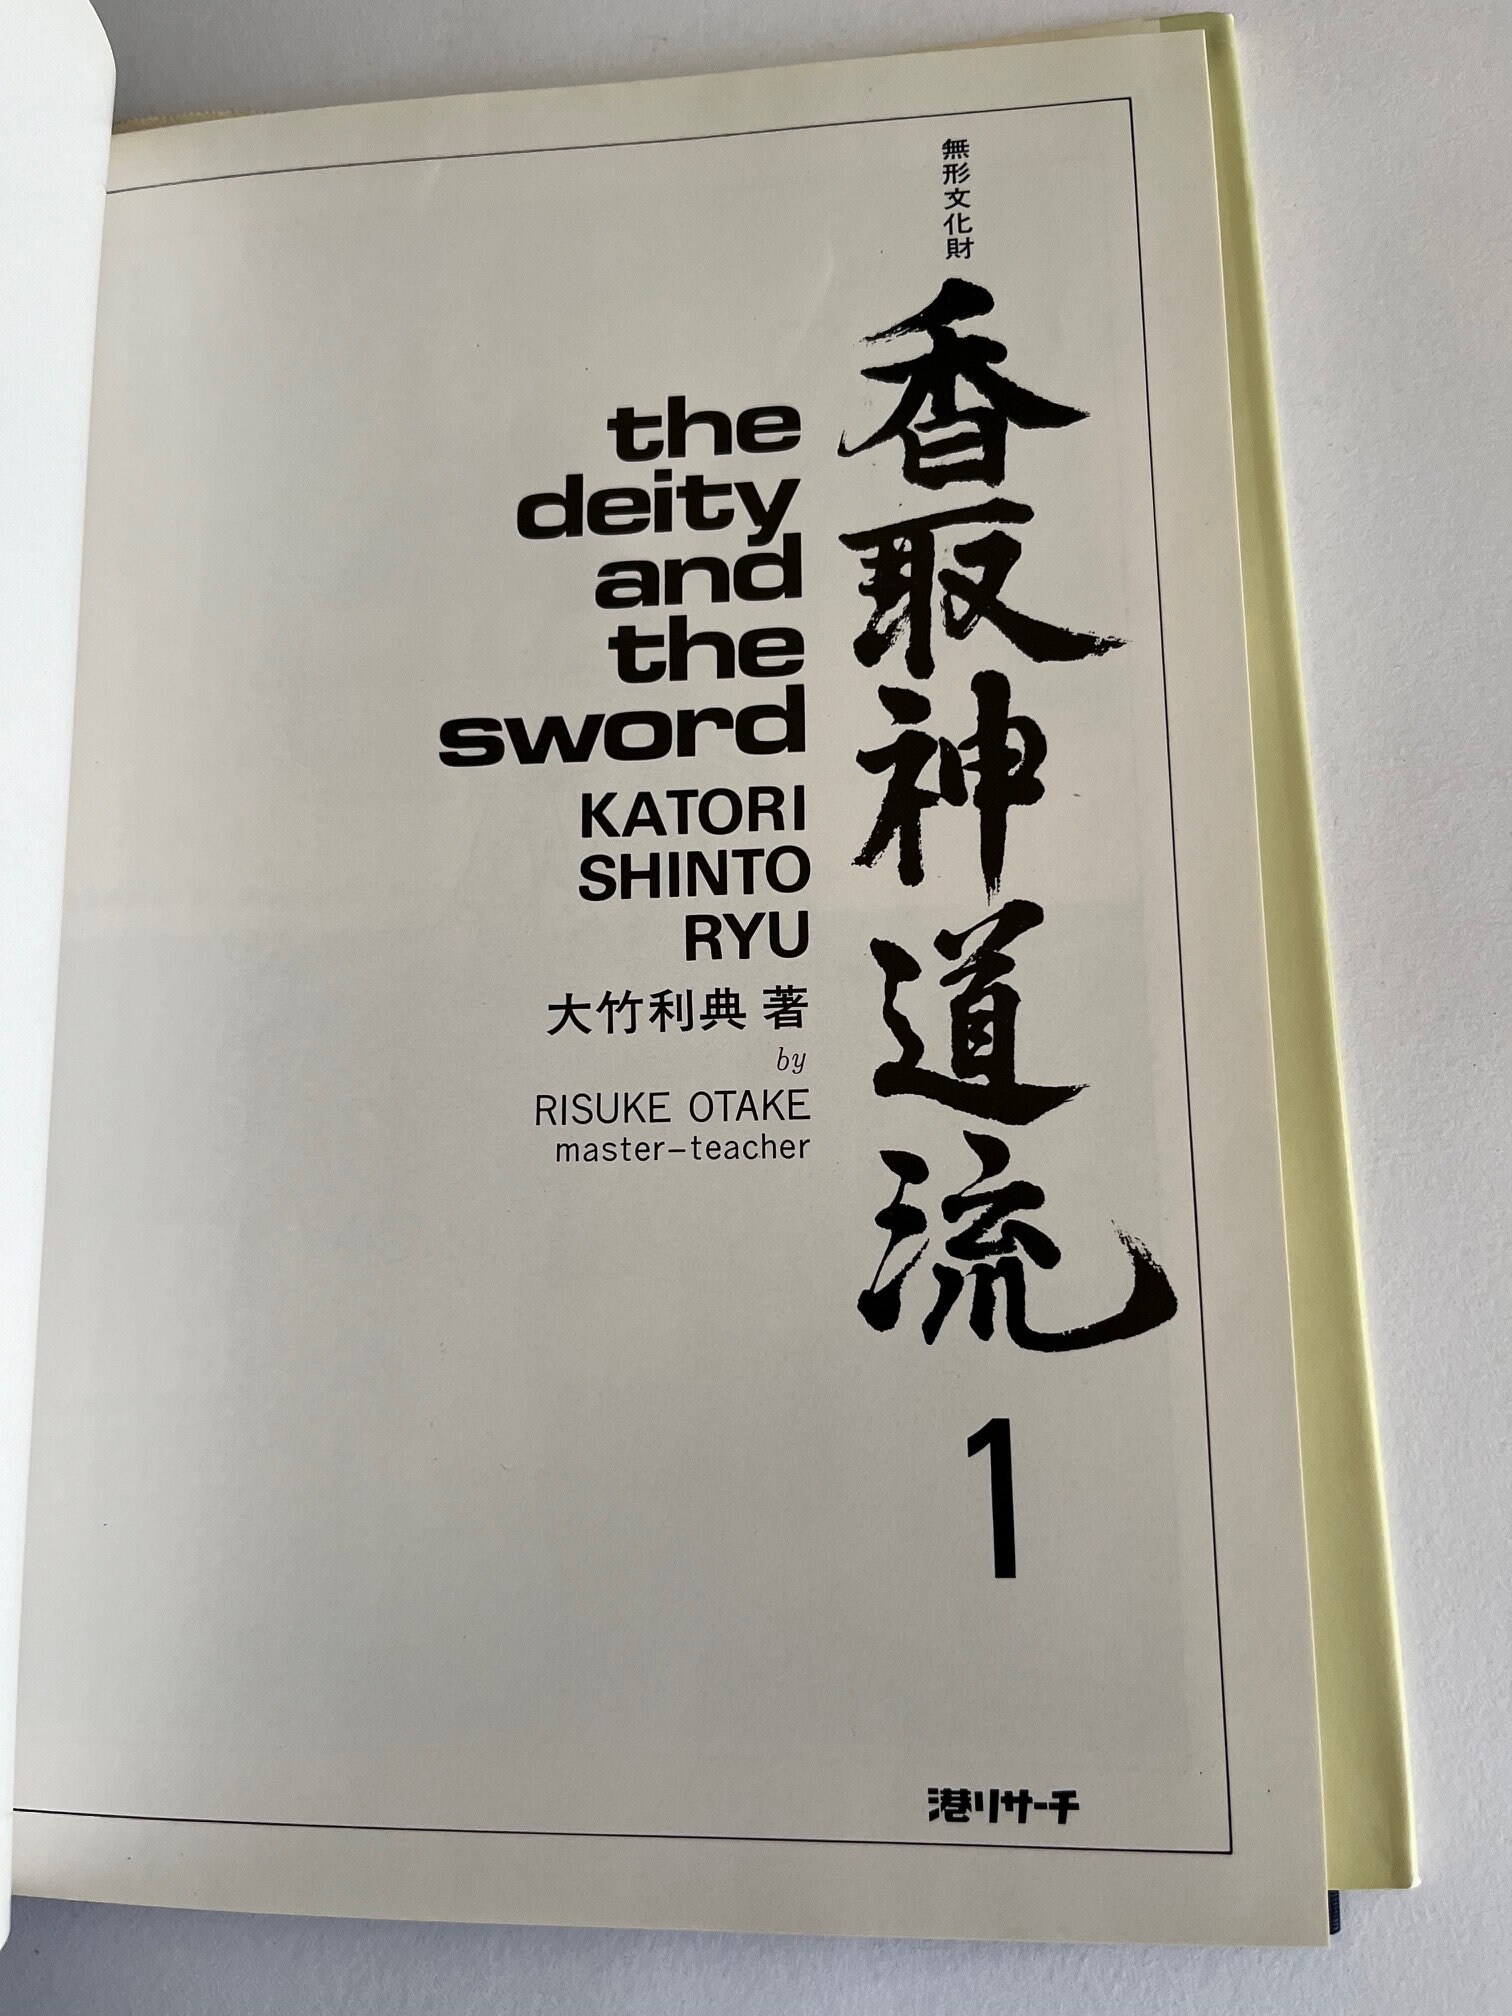 無形文化財
香取神道流
1
the
deity
and
the
sword
KATORI
SHINTO
RYU
大竹利典 著
by
RISUKE OTAKE
master-teacher
港リサーチ